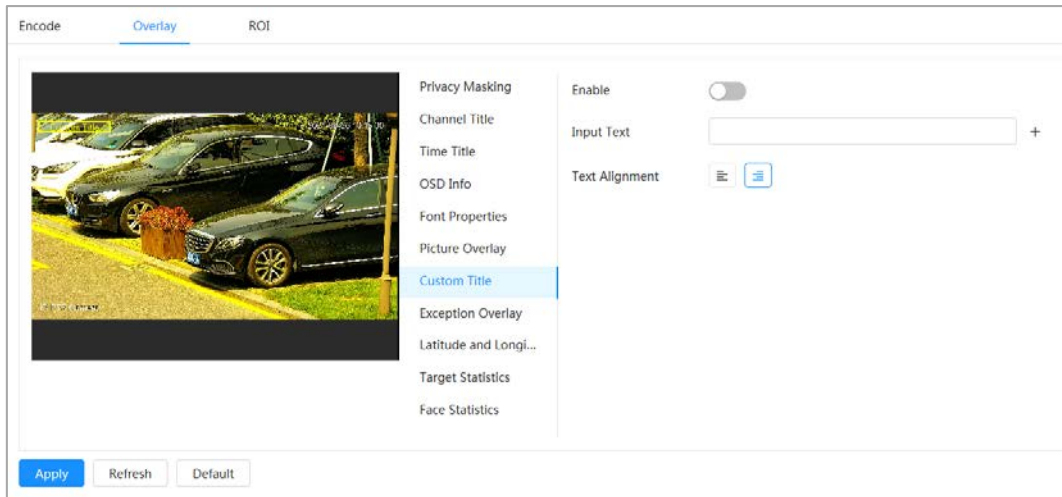 Encode Overlay ROI
Privacy Masking
Channel Title
Time Title
OSD Info
Font Properties
Picture Overlay
Custom Title
Exception Overlay
Latitude and Longi...
Target Statistics
Face Statistics
Enable
Input Text +
Text Alignment
Apply Refresh Default